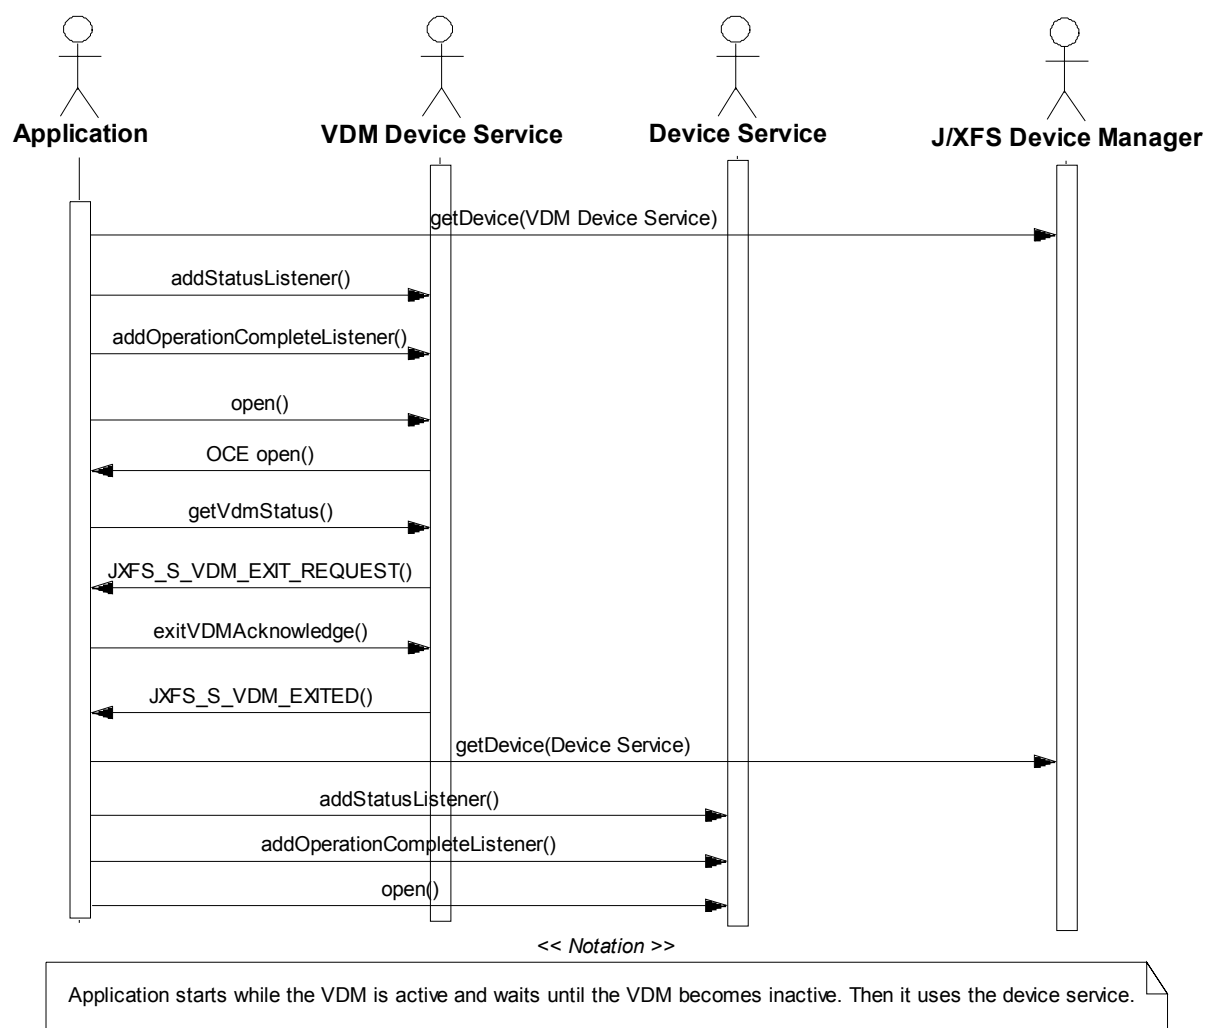 Application
VDM Device Service
Device Service
J/XFS Device Manager
getDevice(VDM Device Service)
addStatusListener()
addOperationCompleteListener()
open()
OCE open()
getVdmStatus()
JXFS_S_VDM_EXIT_REQUEST()
exitVDMAcknowledge()
JXFS_S_VDM_EXITED()
getDevice(Device Service)
addStatusListener()
addOperationCompleteListener()
open()
<< Notation >>
Application starts while the VDM is active and waits until the VDM becomes inactive. Then it uses the device service.